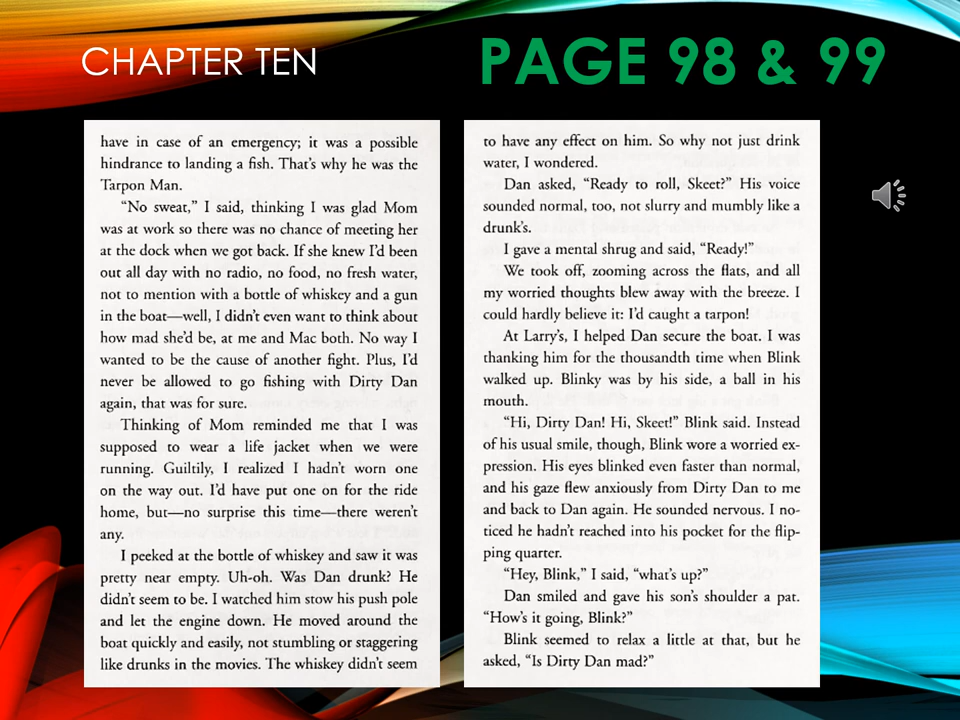 CHAPTER TEN
PAGE 98 & 99
have in case of an emergency; it was a possible
hindrance to landing a fish. That's why he was the
Tarpon Man.
"No sweat," I said, thinking I was glad Mom
was at work so there was no chance of meeting her
at the dock when we got back. If she knew I'd been
out all day with no radio, no food, no fresh water,
not to mention with a bottle of whiskey and a gun
in the boat—well, I didn't even want to think about
how mad she'd be, at me and Mac both. No way I
wanted to be the cause of another fight. Plus, I'd
never be allowed to go fishing with Dirty Dan
again, that was for sure.
Thinking of Mom reminded me that I was
supposed to wear a life jacket when we were
running. Guiltily, I realized I hadn't worn one
on the way out. I'd have put one on for the ride
home, but—no surprise this time—there weren't
any.
I peeked at the bottle of whiskey and saw it was
pretty near empty. Uh-oh. Was Dan drunk? He
didn't seem to be. I watched him stow his push pole
and let the engine down. He moved around the
boat quickly and easily, not stumbling or staggering
like drunks in the movies. The whiskey didn't seem
to have any effect on him. So why not just drink
water, I wondered.
Dan asked, "Ready to roll, Skeet?" His voice
sounded normal, too, not slurry and mumbly like a
drunk's.
I gave a mental shrug and said, "Ready!"
We took off, zooming across the flats, and all
my worried thoughts blew away with the breeze. I
could hardly believe it: I'd caught a tarpon!
At Larry's, I helped Dan secure the boat. I was
thanking him for the thousandth time when Blink
walked up. Blinky was by his side, a ball in his
mouth.
"Hi, Dirty Dan! Hi, Skeet!" Blink said. Instead
of his usual smile, though, Blink wore a worried ex-
pression. His eyes blinked even faster than normal,
and his gaze flew anxiously from Dirty Dan to me
and back to Dan again. He sounded nervous. I no-
ticed he hadn't reached into his pocket for the flip-
ping quarter.
"Hey, Blink," I said, "what's up?"
Dan smiled and gave his son's shoulder a pat.
"How's it going, Blink?"
Blink seemed to relax a little at that, but he
asked, "Is Dirty Dan mad?"